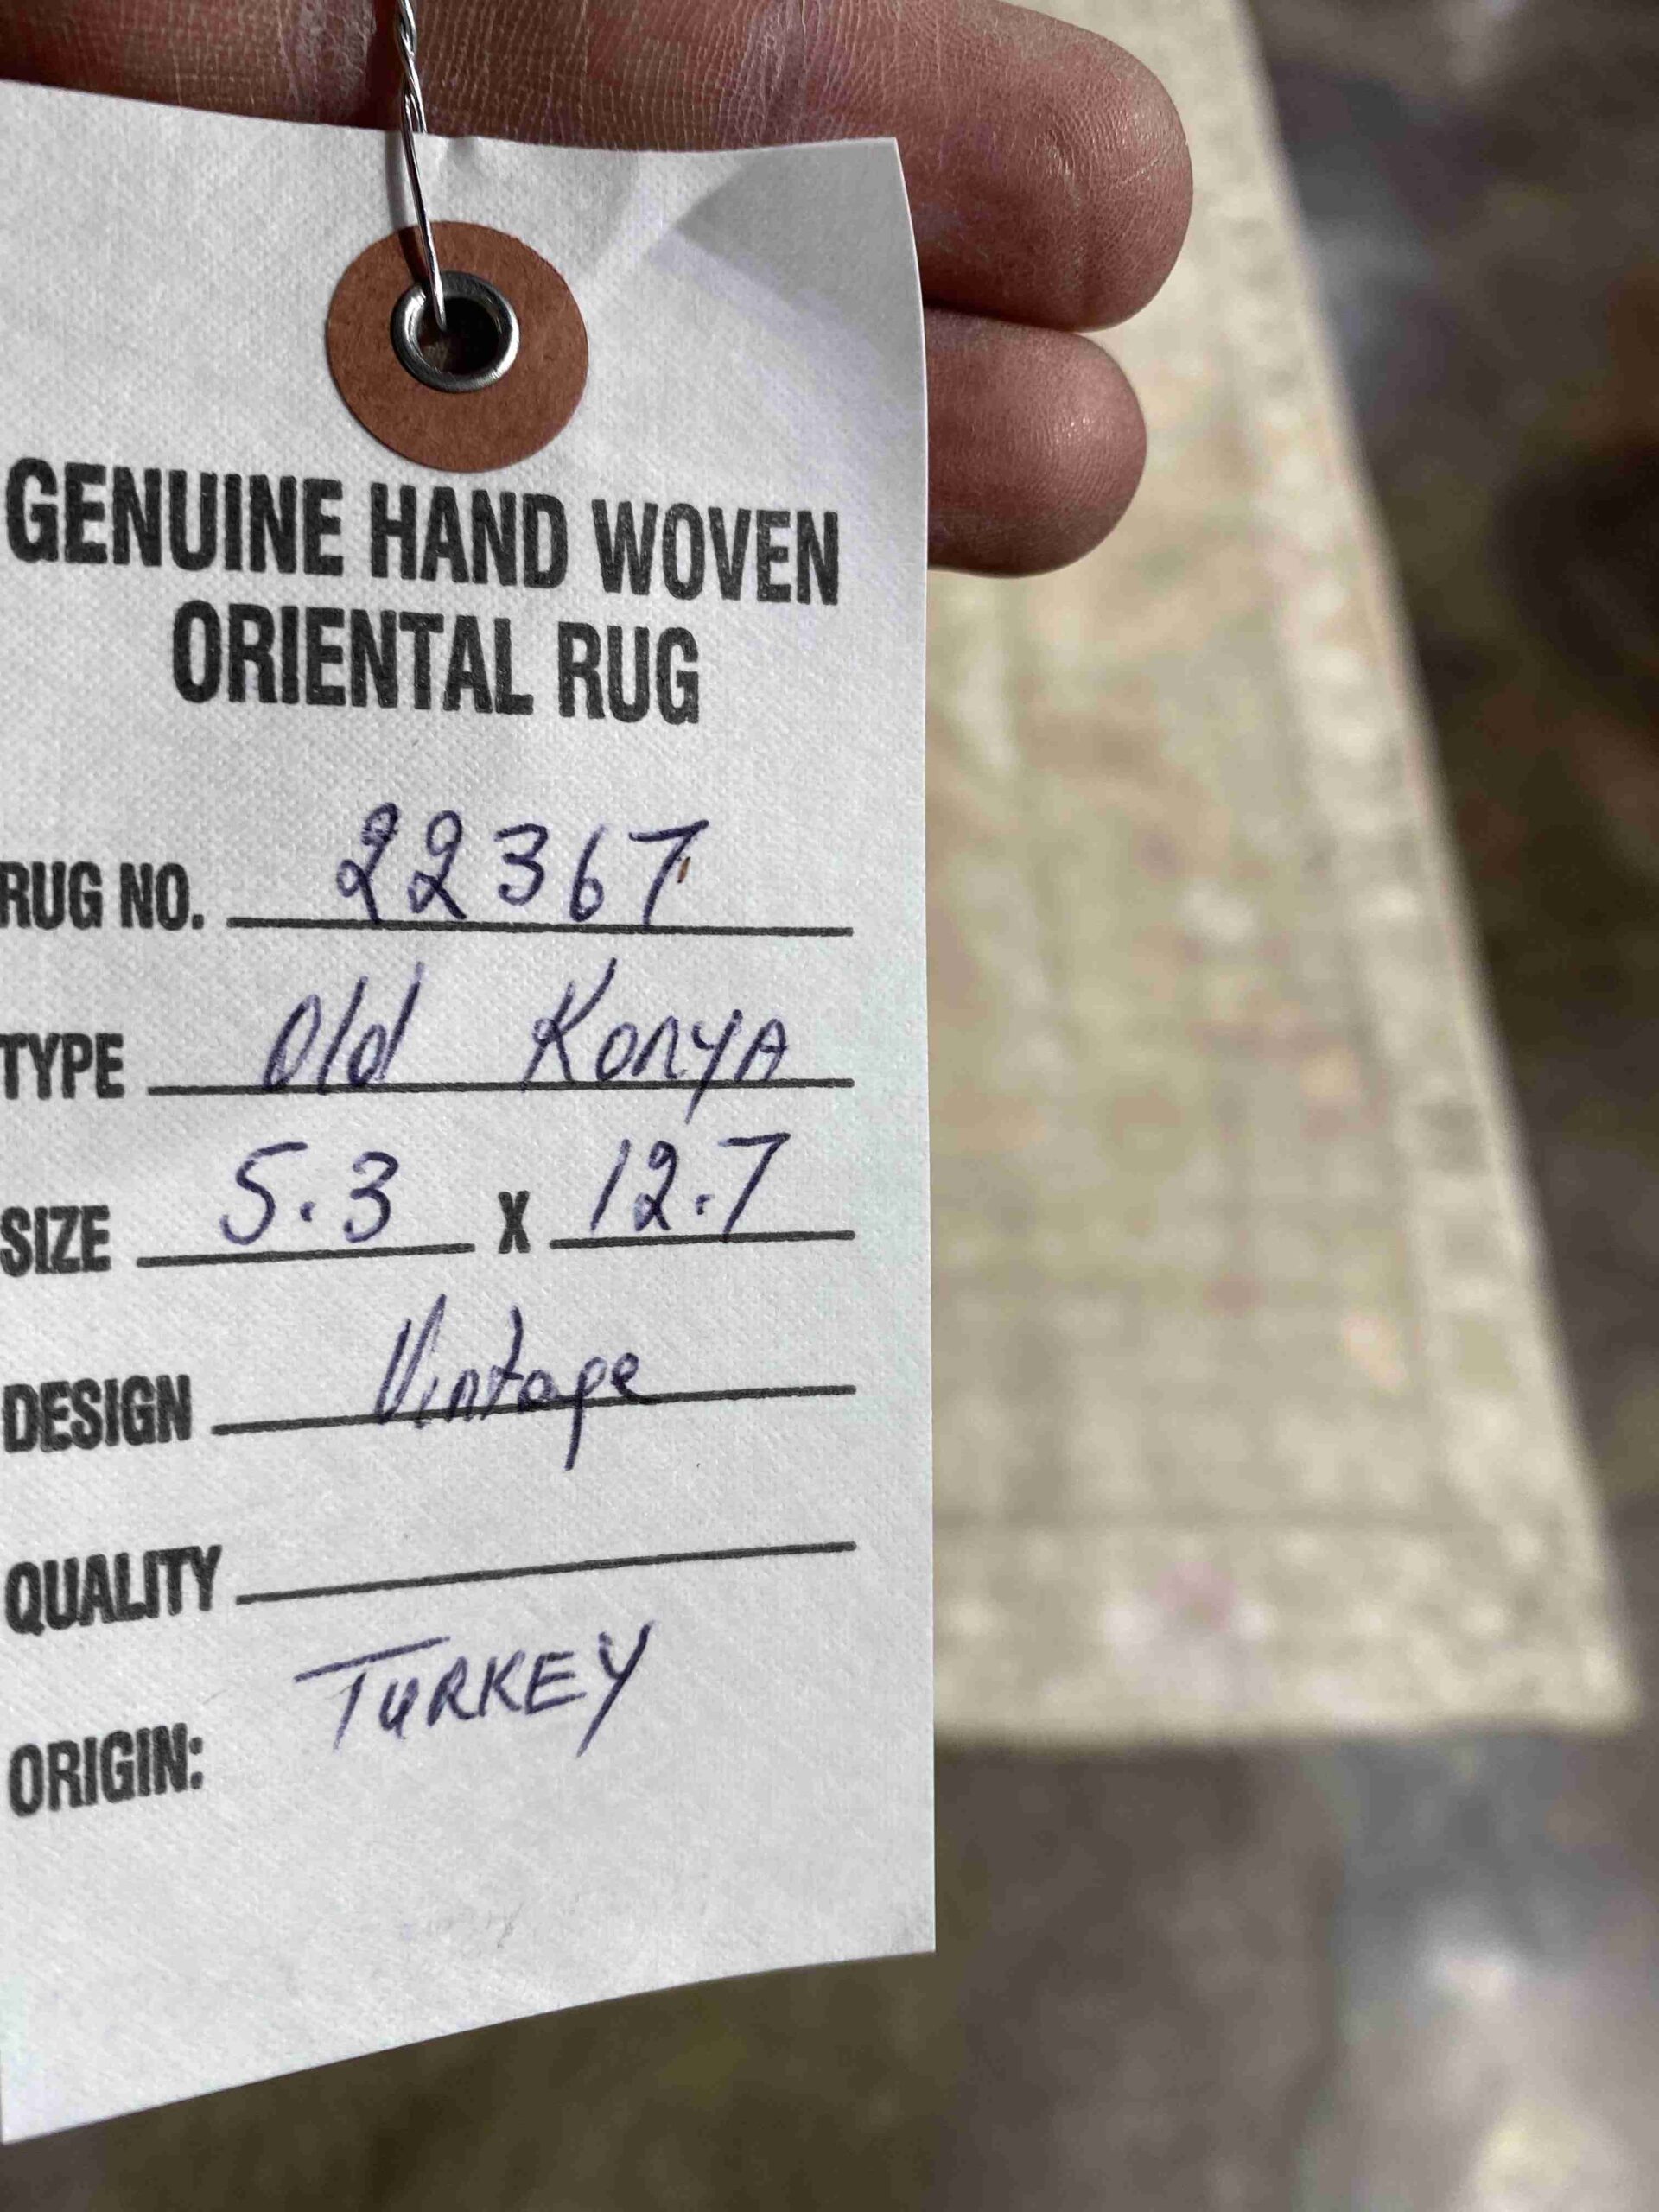 GENUINE HAND WOVEN
ORIENTAL RUG
RUG NO. 22367
TYPE Old Konya
SIZE 5.3 X 12.7
DESIGN Vintage
QUALITY
ORIGIN: TURKEY